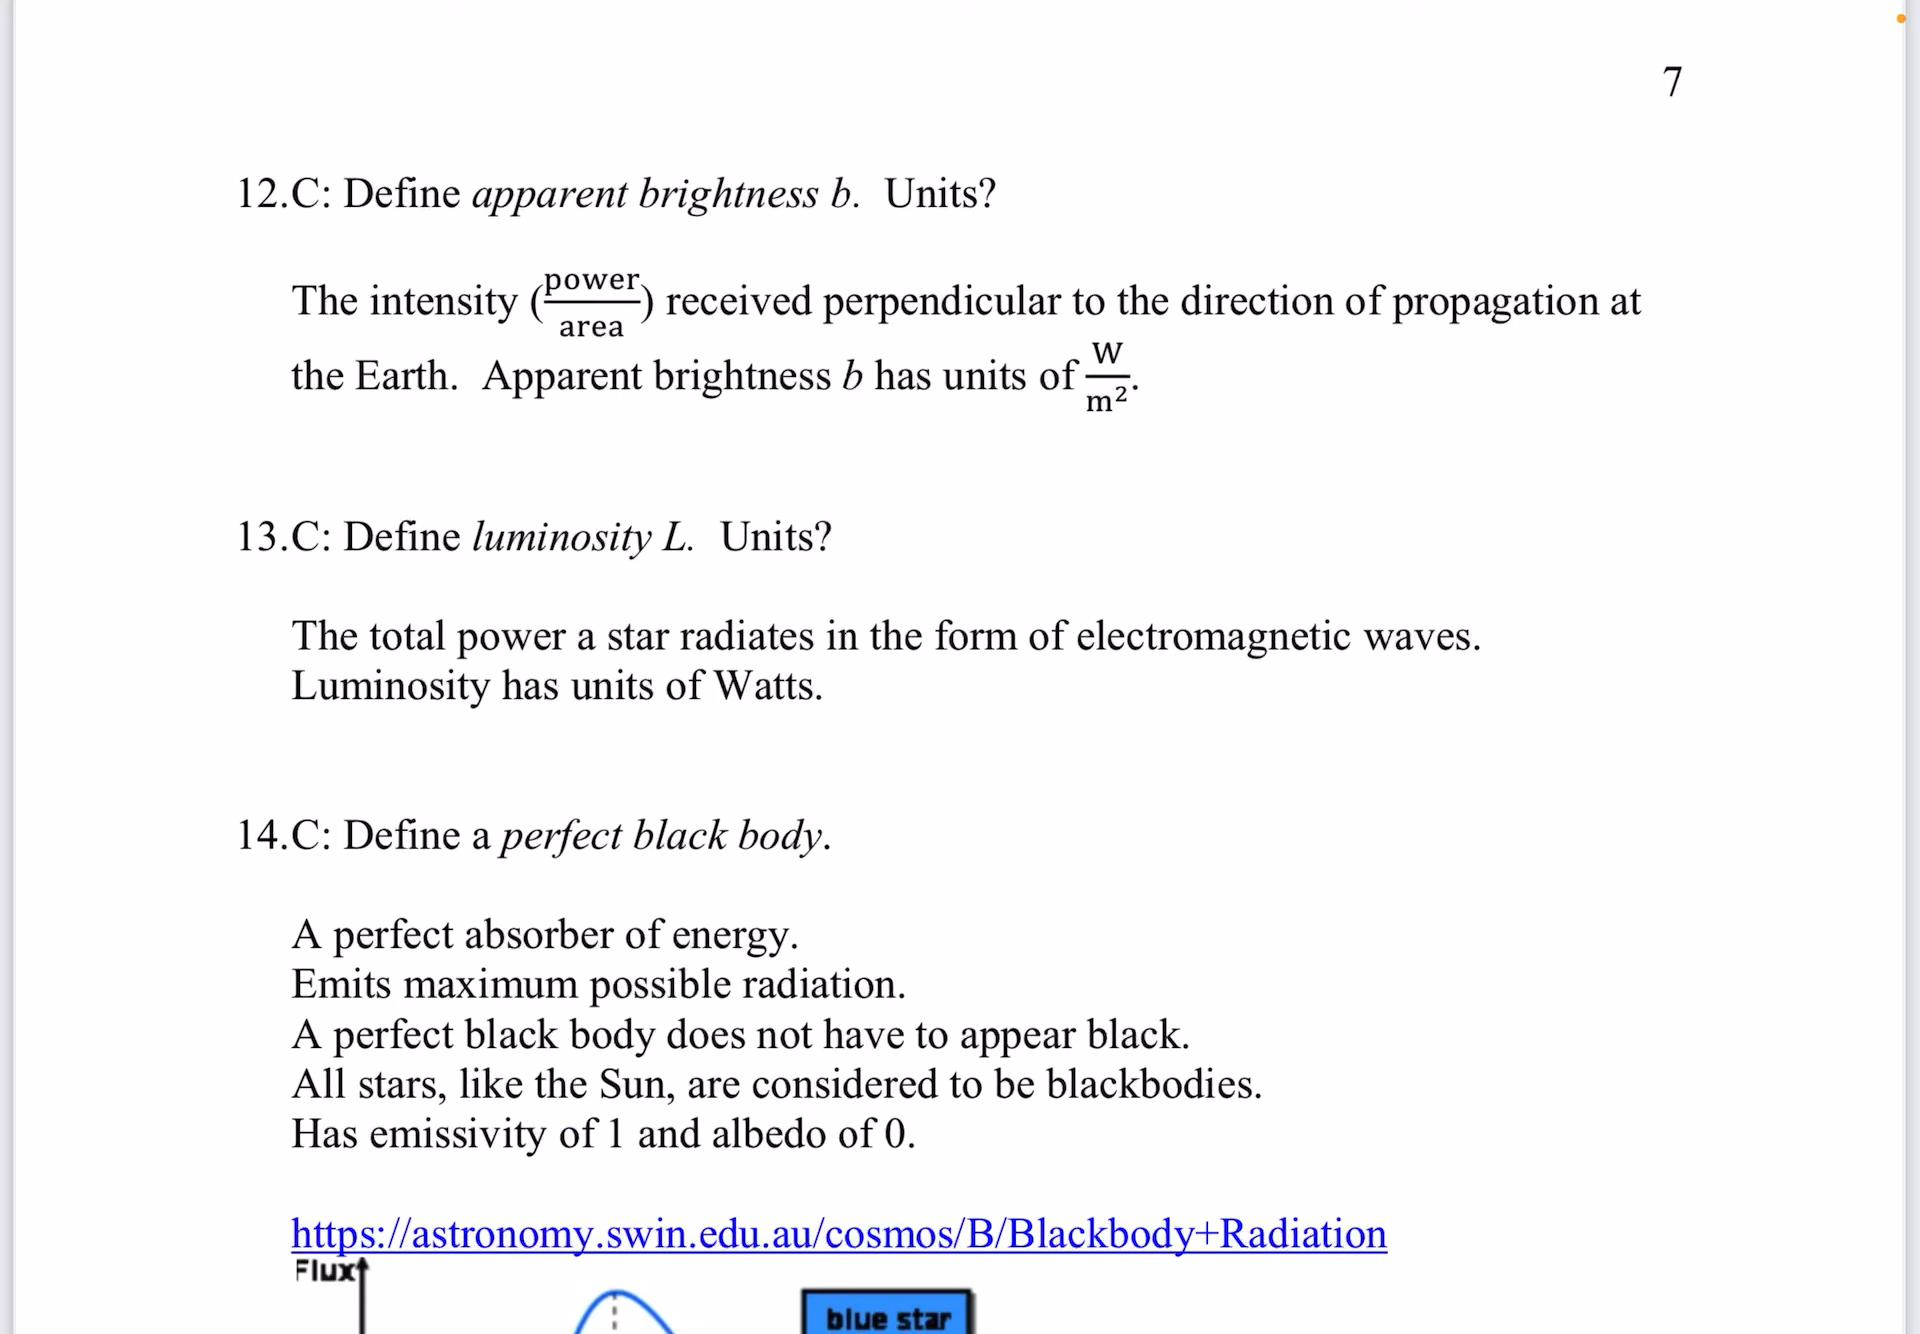 7
12.C: Define apparent brightness b. Units?
The intensity (power/area) received perpendicular to the direction of propagation at
the Earth. Apparent brightness b has units of W/m².
13.C: Define luminosity L. Units?
The total power a star radiates in the form of electromagnetic waves.
Luminosity has units of Watts.
14.C: Define a perfect black body.
A perfect absorber of energy.
Emits maximum possible radiation.
A perfect black body does not have to appear black.
All stars, like the Sun, are considered to be blackbodies.
Has emissivity of 1 and albedo of 0.
https://astronomy.swin.edu.au/cosmos/B/Blackbody+Radiation
Flux
blue star